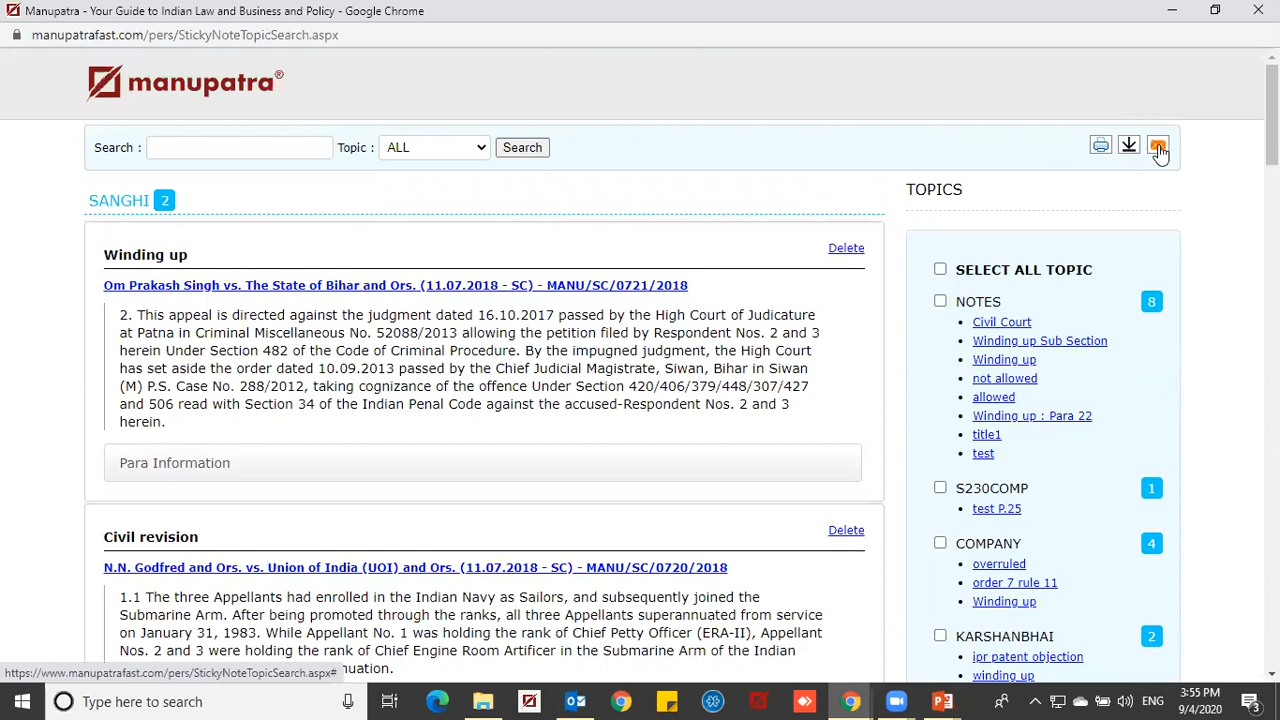 Manupatra - Your Guide to Indian Law and Business and Policy - Google Chrome
manupatrafast.com/pers/StickyNoteTopicSearch.aspx
manupatra®
Search : Topic : ALL Search
SANGHI 2
Winding up
Delete
Om Prakash Singh vs. The State of Bihar and Ors. (11.07.2018 - SC) - MANU/SC/0721/2018
2. This appeal is directed against the judgment dated 16.10.2017 passed by the High Court of Judicature
at Patna in Criminal Miscellaneous No. 52088/2013 allowing the petition filed by Respondent Nos. 2 and 3
herein Under Section 482 of the Code of Criminal Procedure. By the impugned judgment, the High Court
has set aside the order dated 10.09.2013 passed by the Chief Judicial Magistrate, Siwan, Bihar in Siwan
(M) P.S. Case No. 288/2012, taking cognizance of the offence Under Section 420/406/379/448/307/427
and 506 read with Section 34 of the Indian Penal Code against the accused-Respondent Nos. 2 and 3
herein.
Para Information
Civil revision
Delete
N.N. Godfred and Ors. vs. Union of India (UOI) and Ors. (11.07.2018 - SC) - MANU/SC/0720/2018
1.1 The three Appellants had enrolled in the Indian Navy as Sailors, and subsequently joined the
Submarine Arm. After being promoted through the ranks, all three Appellants superannuated from service
on January 31, 1983. While Appellant No. 1 was holding the rank of Chief Petty Officer (ERA-II), Appellant
Nos. 2 and 3 were holding the rank of Chief Engine Room Artificer in the Submarine Arm of the Indian
nuation.
TOPICS
SELECT ALL TOPIC
NOTES 8
Civil Court
Winding up Sub Section
Winding up
not allowed
allowed
Winding up : Para 22
title1
test
S230COMP 1
test P.25
COMPANY 4
overruled
order 7 rule 11
Winding up
KARSHANBHAI 2
ipr patent objection
winding up
https://www.manupatrafast.com/pers/StickyNoteTopicSearch.aspx#
Type here to search
ENG
3:55 PM
9/4/2020
3